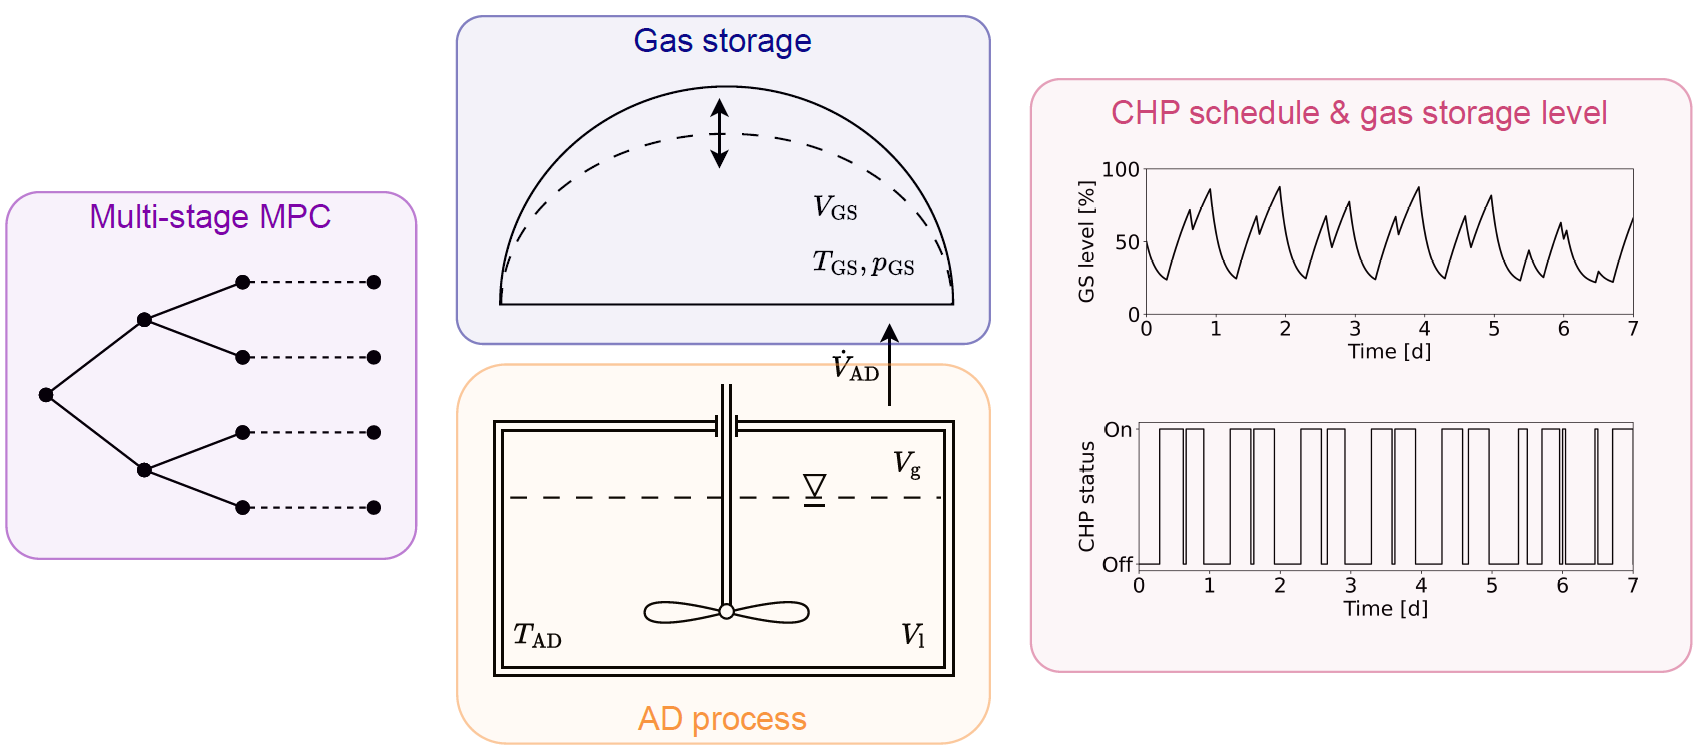 Multi-stage MPC
Gas storage
V_GS
T_GS, p_GS
V̇_AD
V_g
T_AD
V_l
AD process
CHP schedule & gas storage level
100
50
0
GS level [%]
0 1 2 3 4 5 6 7
Time [d]
On
Off
CHP status
0 1 2 3 4 5 6 7
Time [d]